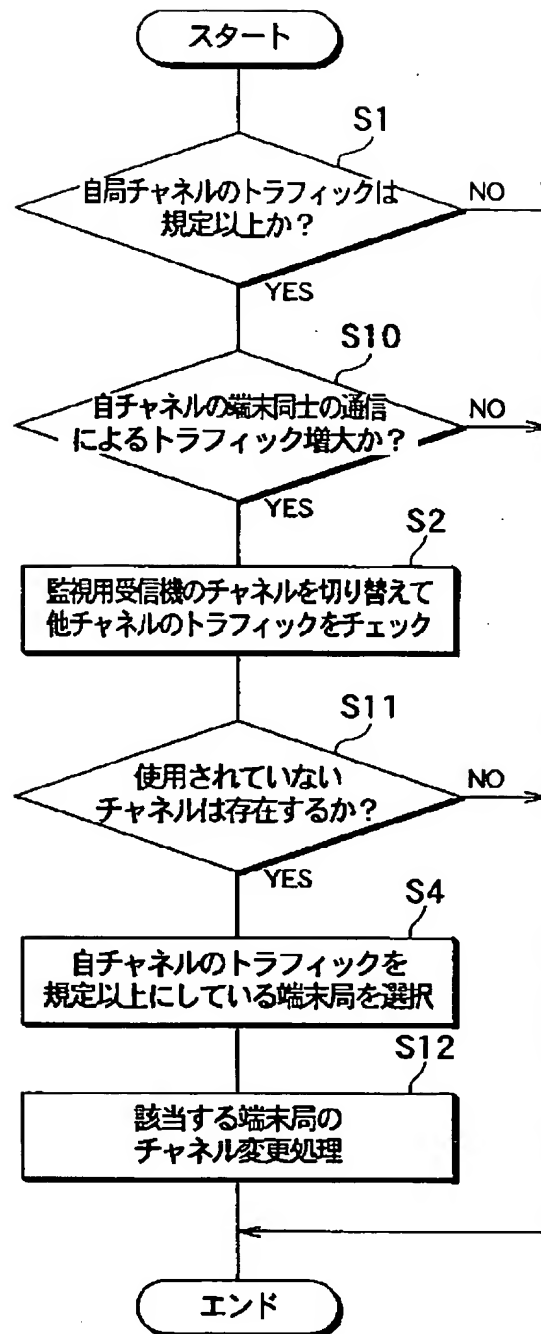 スタート
S1
自局チャネルのトラフィックは
規定以上か?
NO
YES
S10
自チャネルの端末同士の通信
によるトラフィック増大か?
NO
YES
S2
監視用受信機のチャネルを切り替えて
他チャネルのトラフィックをチェック
S11
使用されていない
チャネルは存在するか?
NO
YES
S4
自チャネルのトラフィックを
規定以上にしている端末局を選択
S12
該当する端末局の
チャネル変更処理
エンド